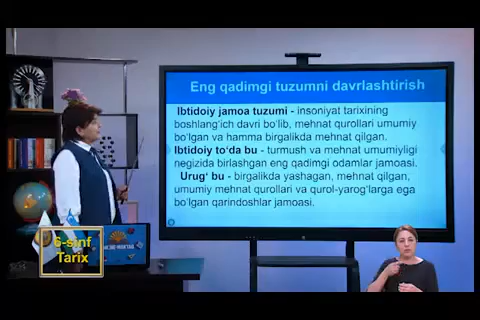 Eng qadimgi tuzumni davrlashtirish
Ibtidoiy jamoa tuzumi - insoniyat tarixining
boshlang‘ich davri bo‘lib, mehnat qurollari umumiy
bo‘lgan va hamma birgalikda mehnat qilgan.
Ibtidoiy to‘da bu - turmush va mehnat umumiyligi
negizida birlashgan eng qadimgi odamlar jamoasi.
Urug‘ bu - birgalikda yashagan, mehnat qilgan,
umumiy mehnat qurollari va qurol-yarog‘larga ega
bo‘lgan qarindoshlar jamoasi.
6-sinf
Tarix